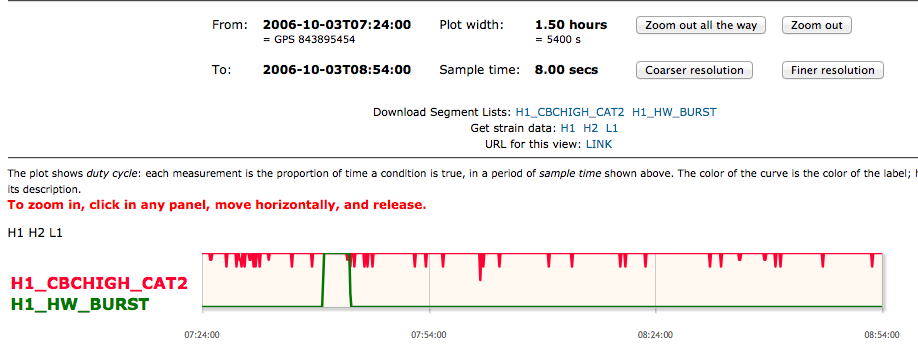 From: 2006-10-03T07:24:00 Plot width: 1.50 hours Zoom out all the way Zoom out
= GPS 843895454 = 5400 s
To: 2006-10-03T08:54:00 Sample time: 8.00 secs Coarser resolution Finer resolution
Download Segment Lists: H1_CBCHIGH_CAT2 H1_HW_BURST
Get strain data: H1 H2 L1
URL for this view: LINK
The plot shows duty cycle: each measurement is the proportion of time a condition is true, in a period of sample time shown above. The color of the curve is the color of the label;
its description.
To zoom in, click in any panel, move horizontally, and release.
H1 H2 L1
H1_CBCHIGH_CAT2
H1_HW_BURST
07:24:00 07:54:00 08:24:00 08:54:00